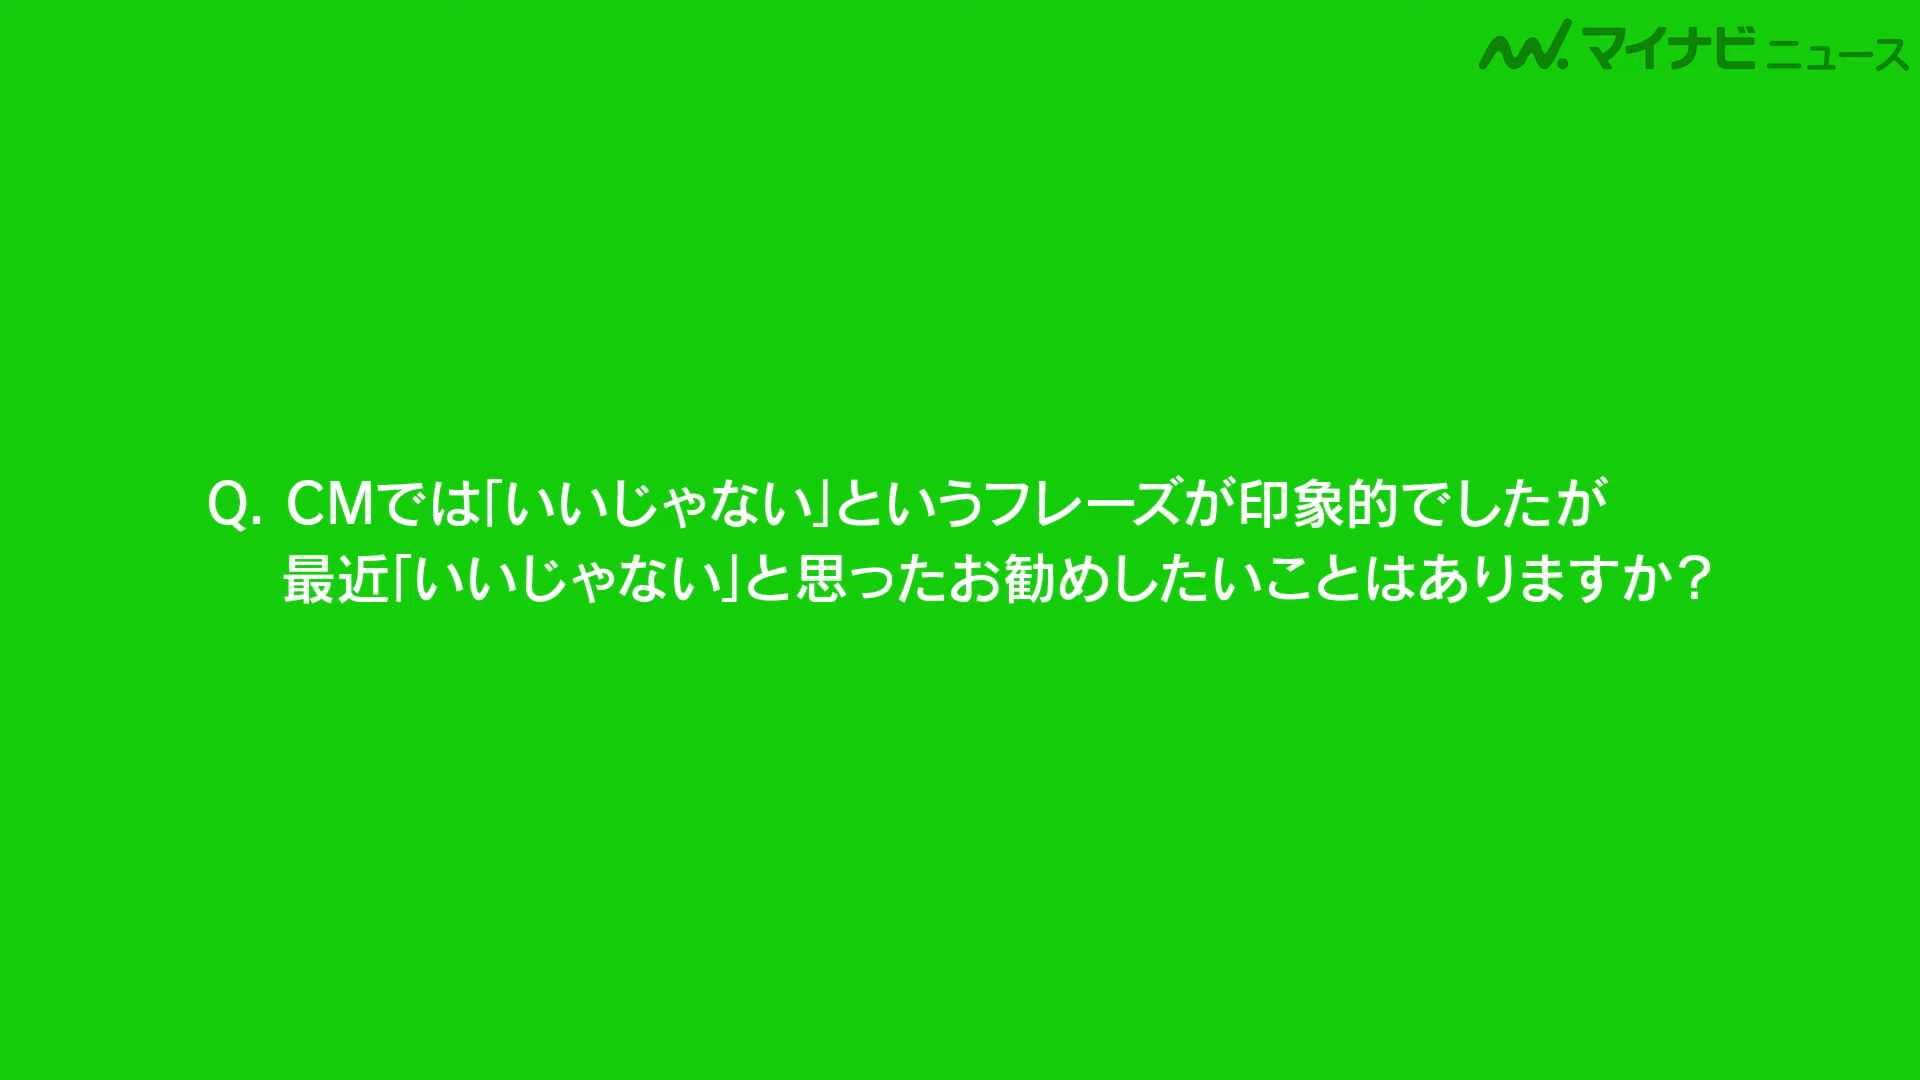 マイナビニュース
Q. CMでは「いいじゃない」というフレーズが印象的でしたが
最近「いいじゃない」と思ったお勧めしたいことはありますか？